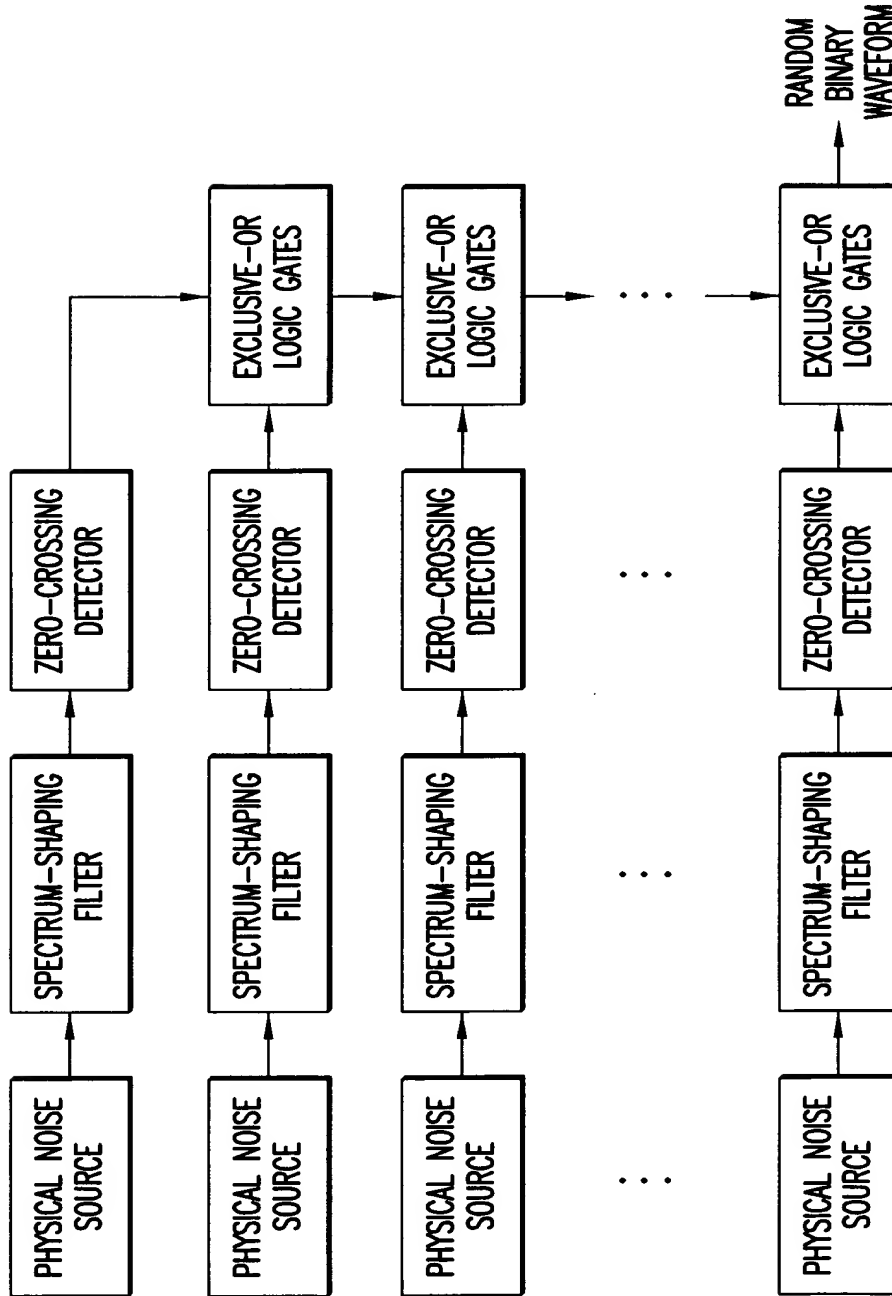 PHYSICAL NOISE
SOURCE
SPECTRUM-SHAPING
FILTER
ZERO-CROSSING
DETECTOR
PHYSICAL NOISE
SOURCE
SPECTRUM-SHAPING
FILTER
ZERO-CROSSING
DETECTOR
EXCLUSIVE-OR
LOGIC GATES
PHYSICAL NOISE
SOURCE
SPECTRUM-SHAPING
FILTER
ZERO-CROSSING
DETECTOR
EXCLUSIVE-OR
LOGIC GATES
PHYSICAL NOISE
SOURCE
SPECTRUM-SHAPING
FILTER
ZERO-CROSSING
DETECTOR
EXCLUSIVE-OR
LOGIC GATES
RANDOM
BINARY
WAVEFORM